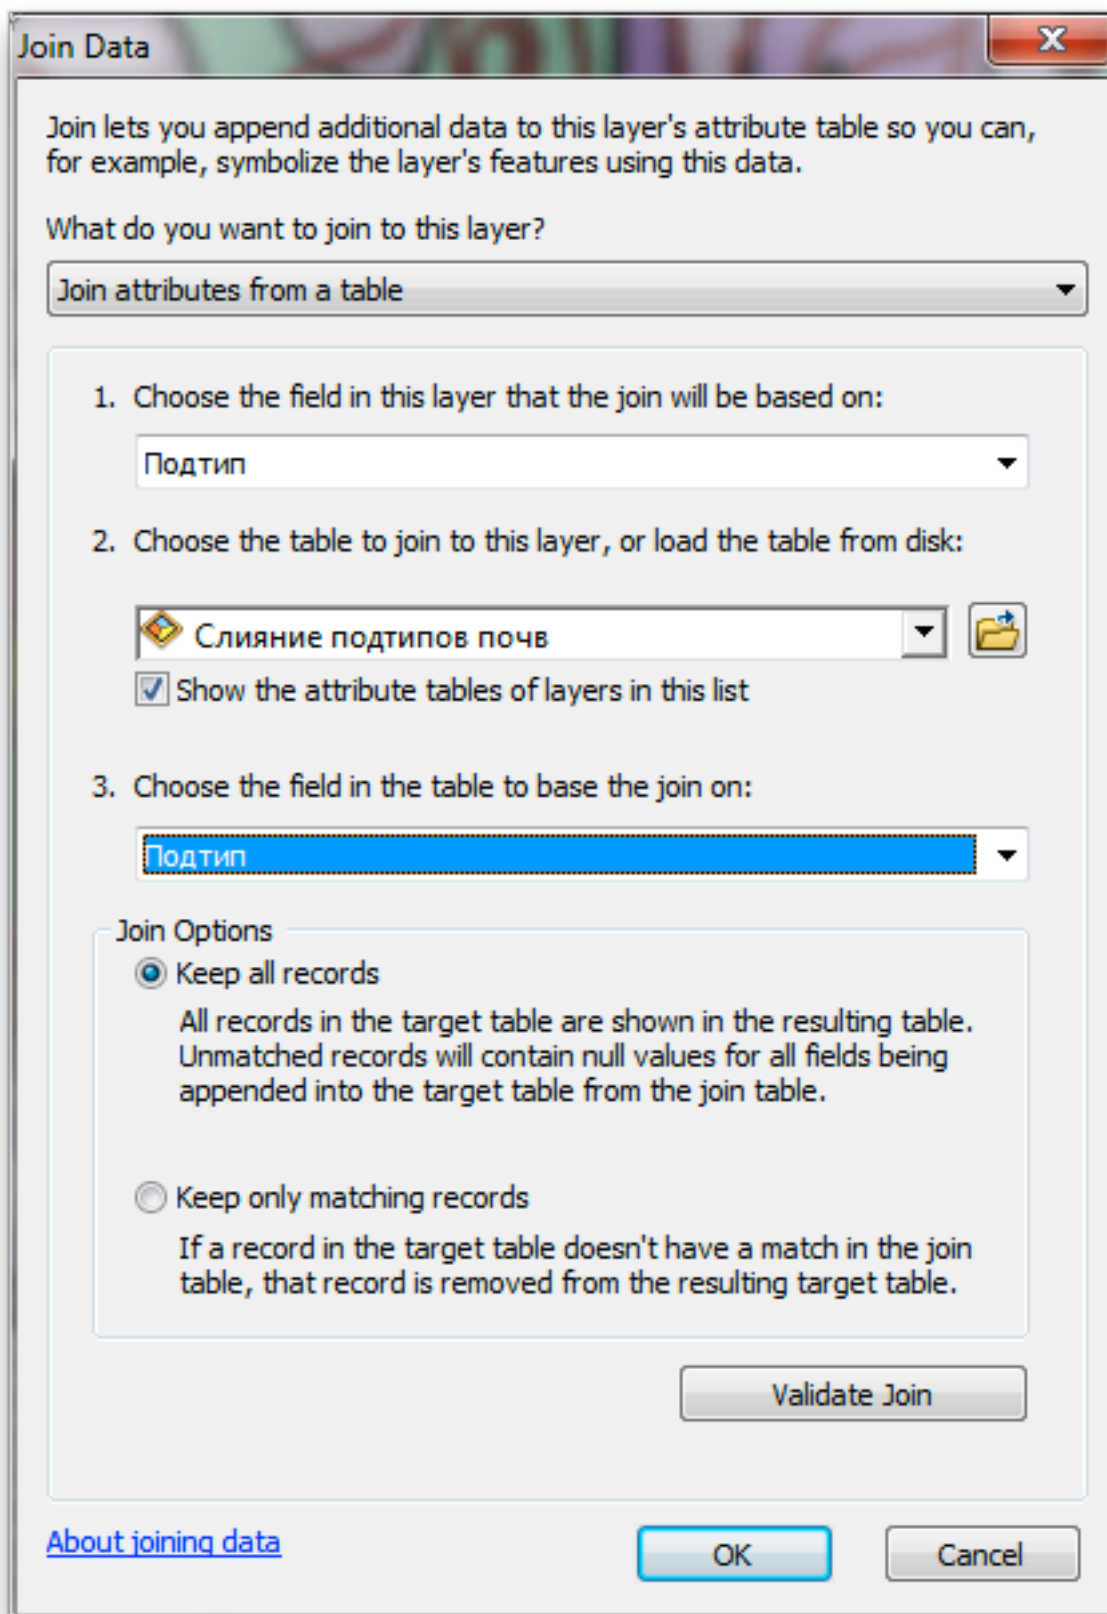 Join Data
Join lets you append additional data to this layer's attribute table so you can,
for example, symbolize the layer's features using this data.
What do you want to join to this layer?
Join attributes from a table
1. Choose the field in this layer that the join will be based on:
Подтип
2. Choose the table to join to this layer, or load the table from disk:
Слияние подтипов почв
Show the attribute tables of layers in this list
3. Choose the field in the table to base the join on:
Подтип
Join Options
Keep all records
All records in the target table are shown in the resulting table.
Unmatched records will contain null values for all fields being
appended into the target table from the join table.
Keep only matching records
If a record in the target table doesn't have a match in the join
table, that record is removed from the resulting target table.
Validate Join
About joining data
OK
Cancel